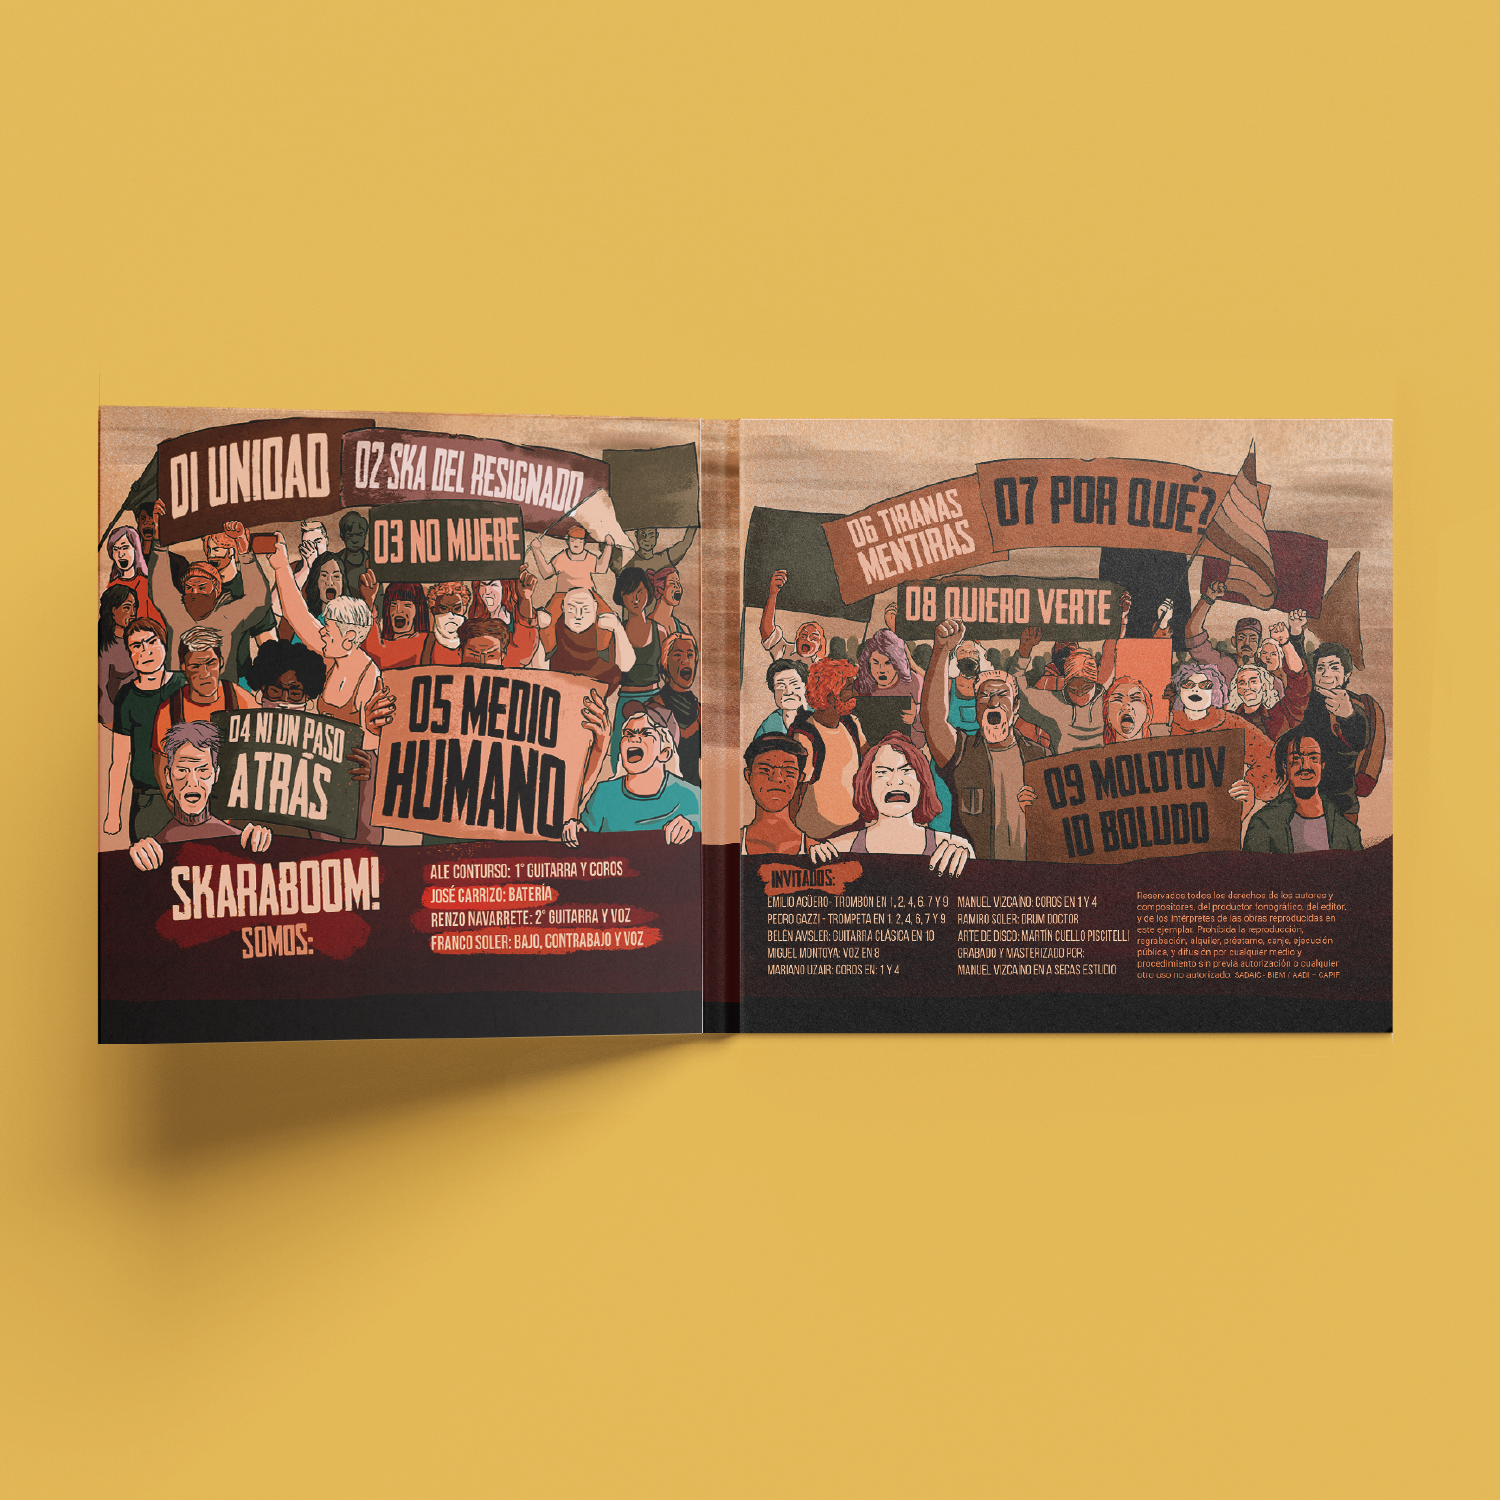 01 UNIDAD
02 SKA DEL RESIGNADO
03 NO MUERE
04 NI UN PASO
ATRÁS
05 MEDIO
HUMANO
SKARABOOM!
SOMOS:
ALE CONTURSO: 1° GUITARRA Y COROS
JOSÉ CARRIZO: BATERÍA
RENZO NAVARRETE: 2° GUITARRA Y VOZ
FRANCO SOLER: BAJO, CONTRABAJO Y VOZ
06 TIRANAS
MENTIRAS
07 POR QUÉ?
08 QUIERO VERTE
09 MOLOTOV
10 BOLUDO
INVITADOS:
EMILIO AGÜERO - TROMBÓN EN 1, 2, 4, 6, 7 Y 9
PEDRO GAZZI - TROMPETA EN 1, 2, 4, 6, 7 Y 9
BELÉN AMSLER: GUITARRA CLÁSICA EN 10
MIGUEL MONTOYA: VOZ EN 8
MARIANO UZAIR: COROS EN: 1 Y 4
MANUEL VIZCAÍNO: COROS EN 1 Y 4
RAMIRO SOLER: DRUM DOCTOR
ARTE DE DISCO: MARTÍN CUELLO PISCITELLI
GRABADO Y MASTERIZADO POR:
MANUEL VIZCAINO EN A SECAS ESTUDIO
Reservados todos los derechos de los autores y
compositores, del productor fonográfico, del editor,
y de los intérpretes de las obras reproducidas en
este ejemplar. Prohibida la reproducción,
regrabación, alquiler, préstamo, canje, ejecución
pública, y difusión por cualquier medio y
procedimiento sin previa autorización o cualquier
otro uso no autorizado. SADAIC- BIEM / AADI - CAPIF